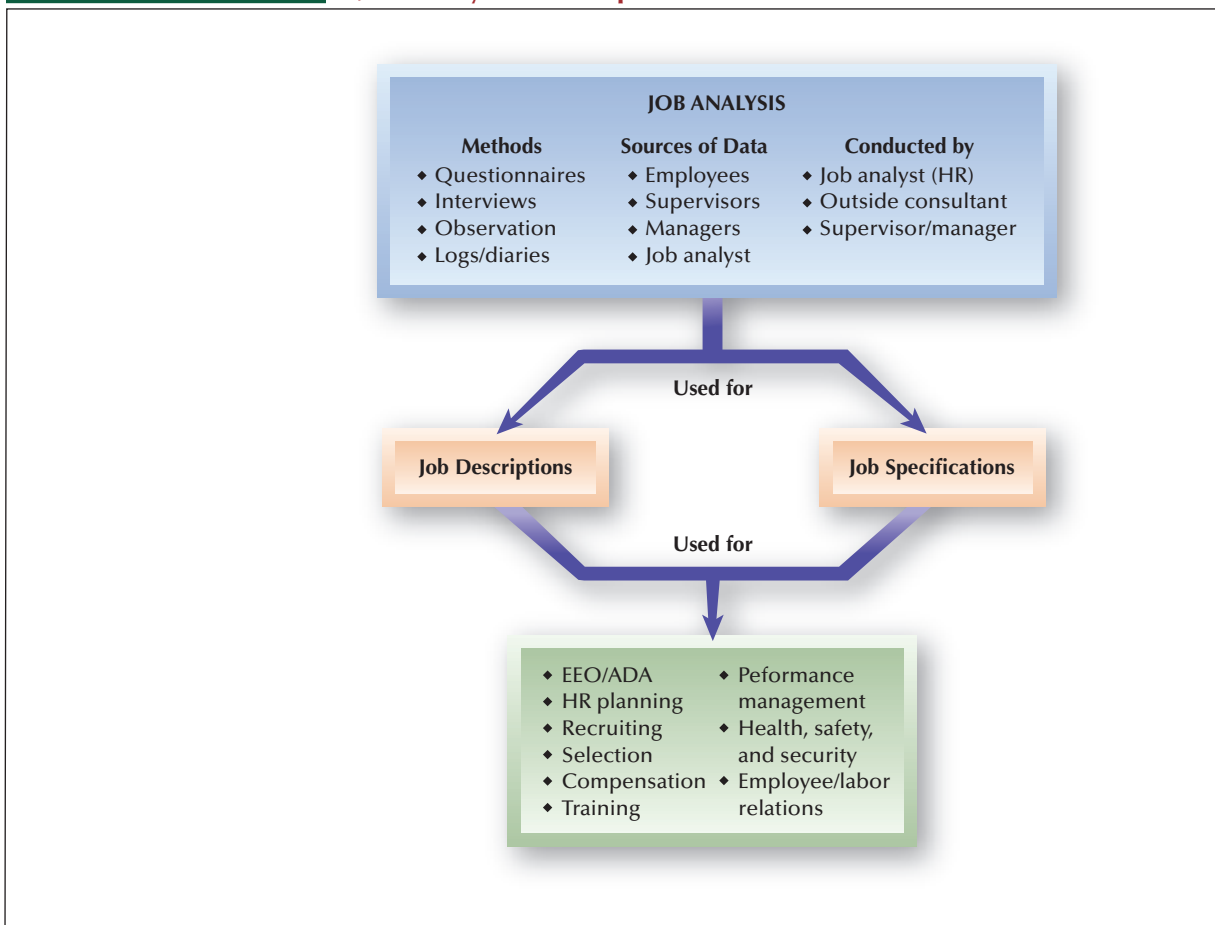 JOB ANALYSIS
Methods
◆ Questionnaires
◆ Interviews
◆ Observation
◆ Logs/diaries
Sources of Data
◆ Employees
◆ Supervisors
◆ Managers
◆ Job analyst
Conducted by
◆ Job analyst (HR)
◆ Outside consultant
◆ Supervisor/manager
Used for
Job Descriptions
Job Specifications
Used for
◆ EEO/ADA
◆ HR planning
◆ Recruiting
◆ Selection
◆ Compensation
◆ Training
◆ Peformance
management
◆ Health, safety,
and security
◆ Employee/labor
relations